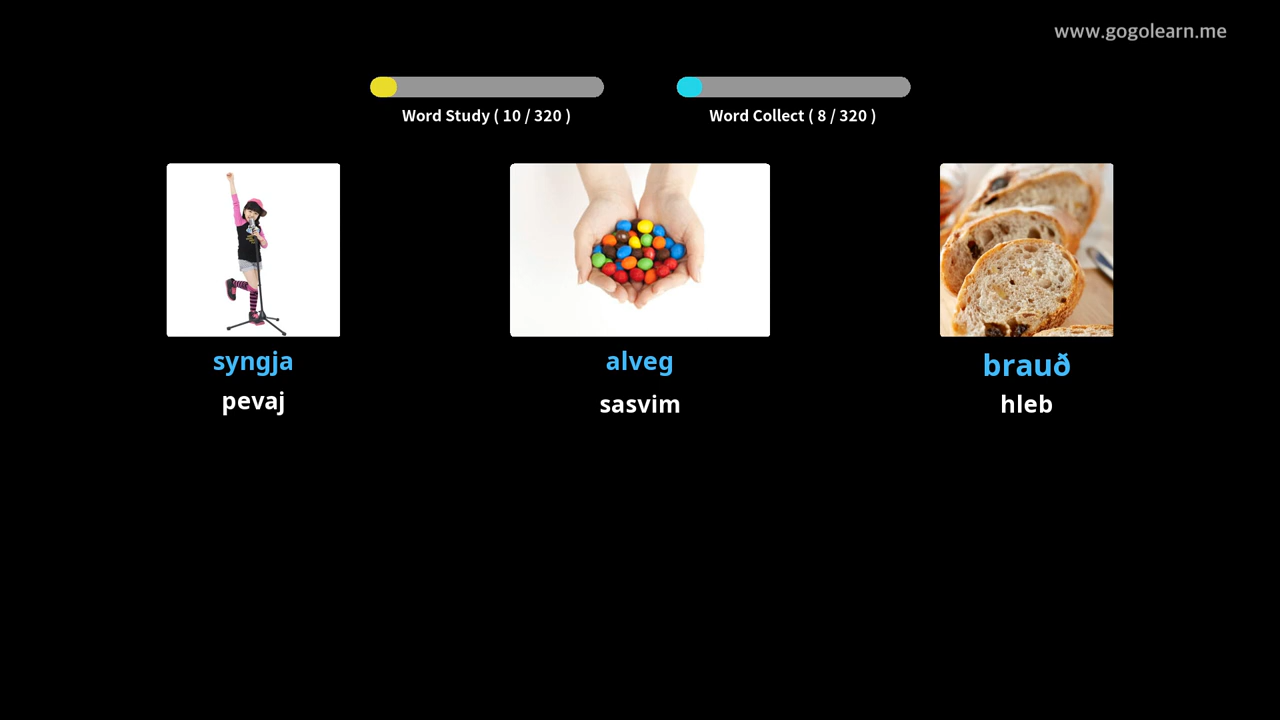 www.gogolearn.me
Word Study ( 10 / 320 )
Word Collect ( 8 / 320 )
syngja
alveg
brauð
pevaj
sasvim
hleb